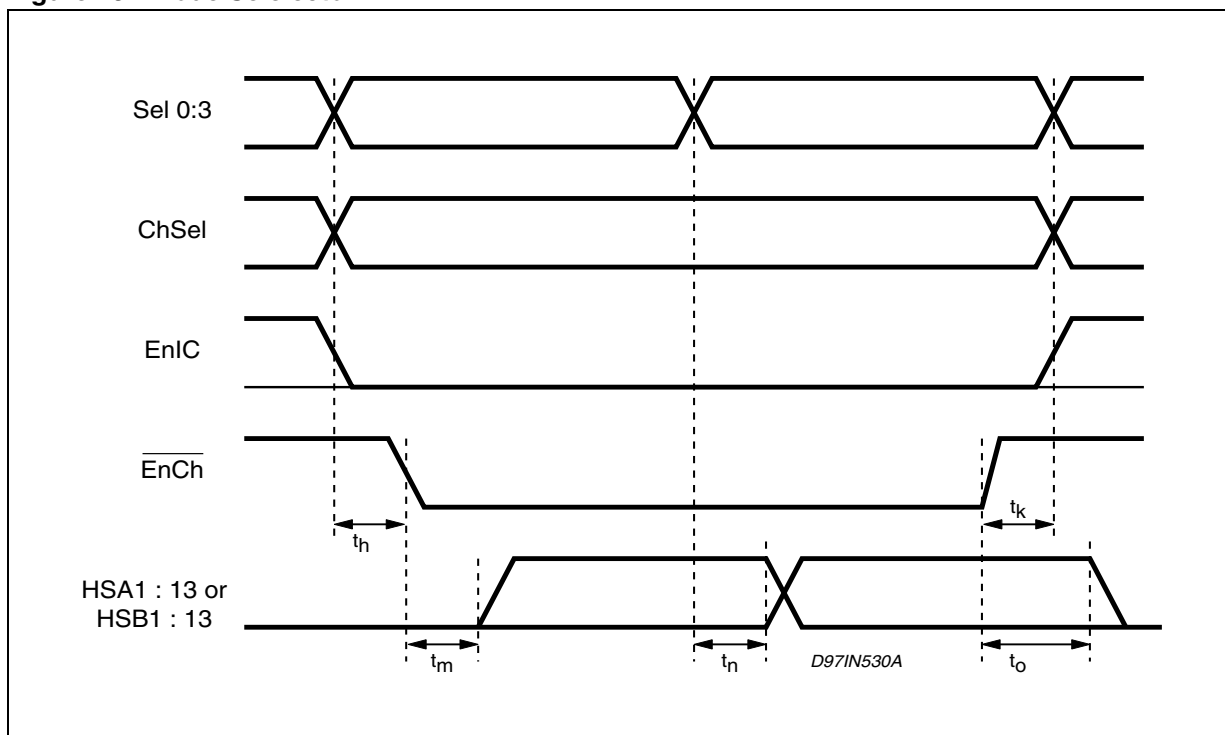 Sel 0:3
ChSel
EnIC
EnCh
th
tk
HSA1 : 13 or
HSB1 : 13
tm
tn
D97IN530A
to